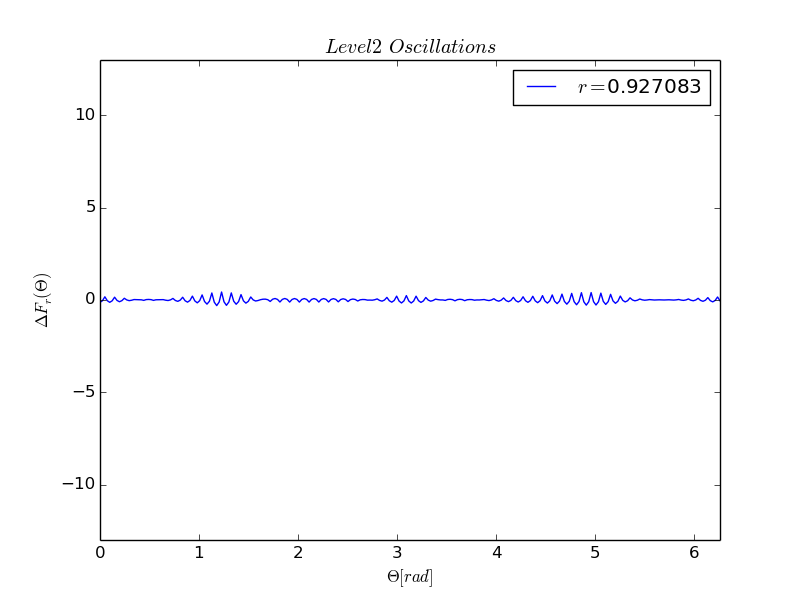 Level2 Oscillations
r=0.927083
10
5
0
−5
−10
ΔF_r(Θ)
0 1 2 3 4 5 6
Θ[rad]